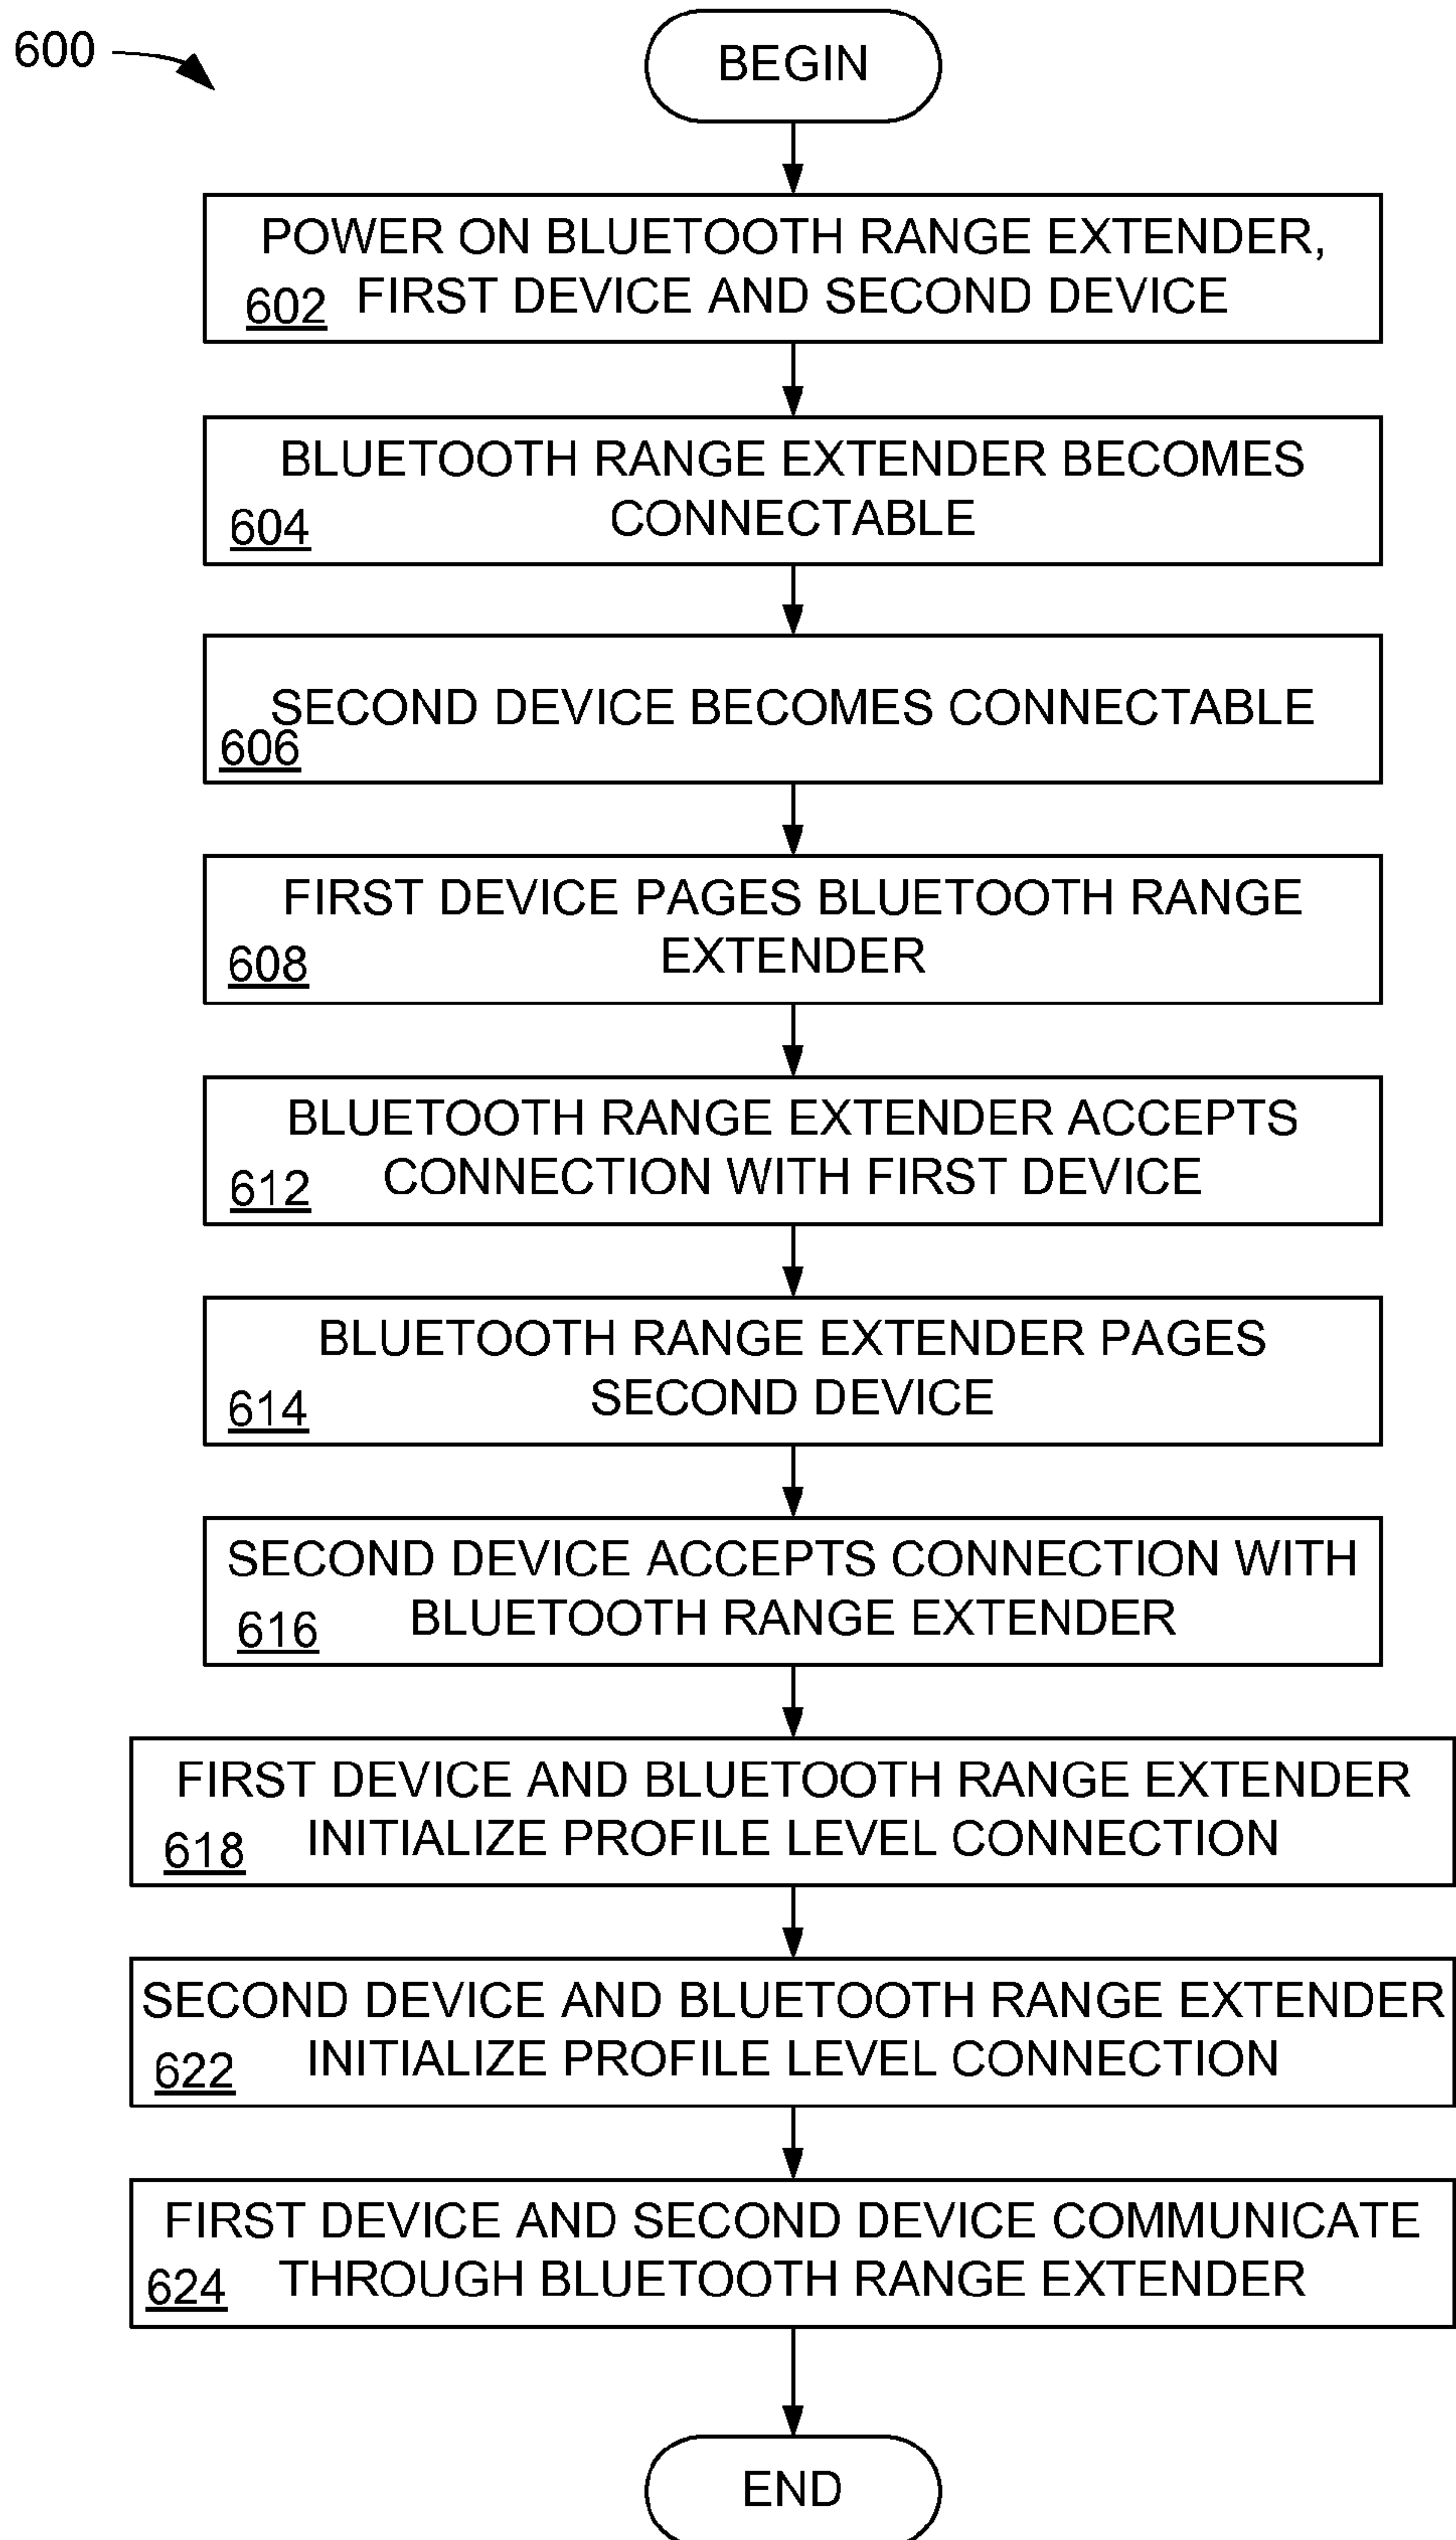 600
BEGIN
POWER ON BLUETOOTH RANGE EXTENDER,
602 FIRST DEVICE AND SECOND DEVICE
BLUETOOTH RANGE EXTENDER BECOMES
604 CONNECTABLE
SECOND DEVICE BECOMES CONNECTABLE
606
FIRST DEVICE PAGES BLUETOOTH RANGE
608 EXTENDER
BLUETOOTH RANGE EXTENDER ACCEPTS
612 CONNECTION WITH FIRST DEVICE
BLUETOOTH RANGE EXTENDER PAGES
614 SECOND DEVICE
SECOND DEVICE ACCEPTS CONNECTION WITH
616 BLUETOOTH RANGE EXTENDER
FIRST DEVICE AND BLUETOOTH RANGE EXTENDER
618 INITIALIZE PROFILE LEVEL CONNECTION
SECOND DEVICE AND BLUETOOTH RANGE EXTENDER
622 INITIALIZE PROFILE LEVEL CONNECTION
FIRST DEVICE AND SECOND DEVICE COMMUNICATE
624 THROUGH BLUETOOTH RANGE EXTENDER
END